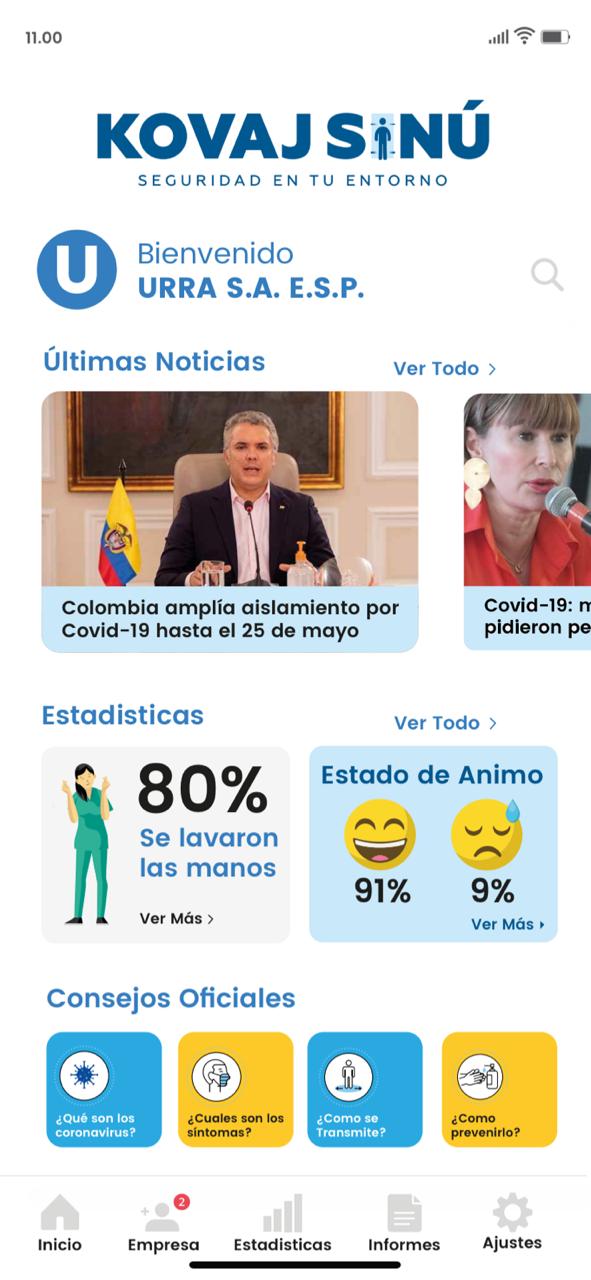 11.00
KOVAJ SINÚ
SEGURIDAD EN TU ENTORNO
U
Bienvenido
URRA S.A. E.S.P.
Últimas Noticias
Ver Todo >
Colombia amplía aislamiento por
Covid-19 hasta el 25 de mayo
Covid-19: m
pidieron pe
Estadisticas
Ver Todo >
80%
Se lavaron
las manos
Ver Más >
Estado de Animo
91%
9%
Ver Más
Consejos Oficiales
¿Qué son los
coronavirus?
¿Cuales son los
síntomas?
¿Como se
Transmite?
¿Como
prevenirlo?
2
Inicio
Empresa
Estadisticas
Informes
Ajustes